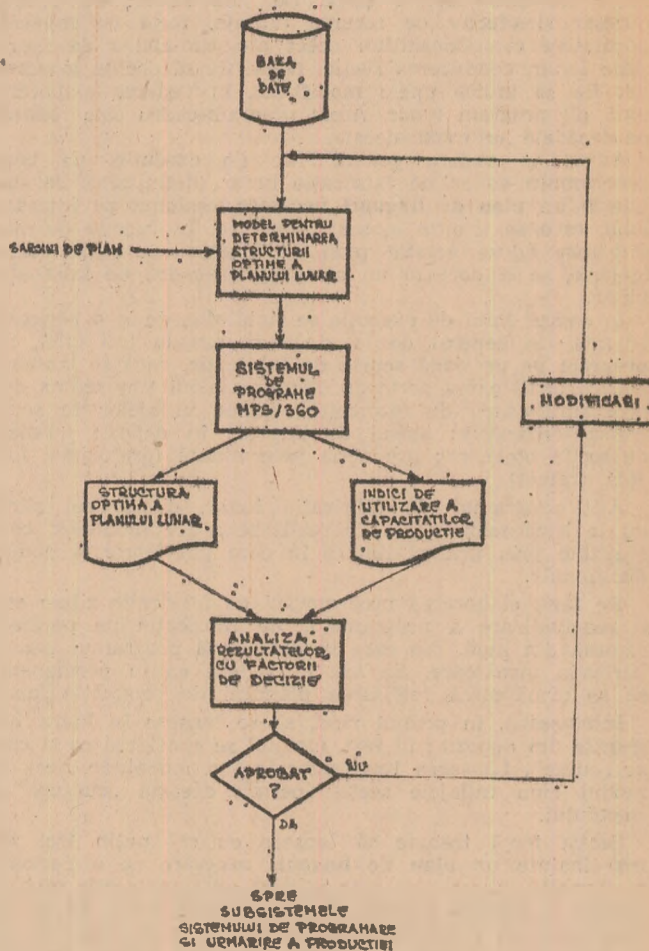 BAZA
DE
DATE
MODEL PENTRU
DETERMINAREA
STRUCTURII
OPTIME A
PLANULUI LUNAR
SARCINI DE PLAN
SISTEMUL
DE
PROGRAME
MPS/360
MODIFICARI
STRUCTURA
OPTIMA A
PLANULUI LUNAR
INDICI DE
UTILIZARE A
CAPACITATILOR
DE PRODUCTIE
ANALIZA
REZULTATELOR
CU FACTORII
DE DECIZIE
APROBAT
?
NU
DA
SPRE
SUBSISTEMELE
SISTEMULUI DE PROGRAMARE
SI URMARIRE A PRODUCTIEI